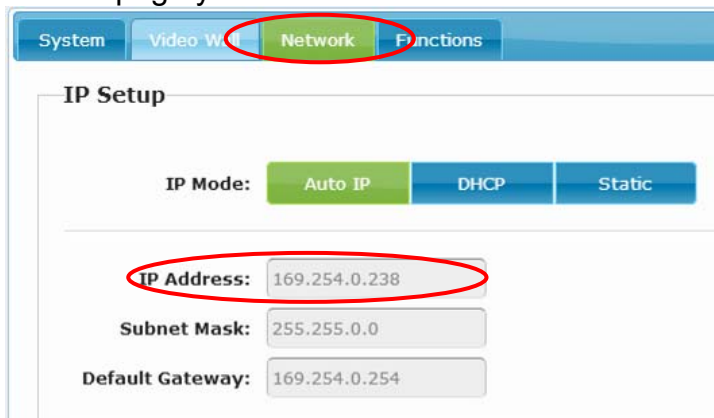 System Video Wall Network Functions
IP Setup
IP Mode: Auto IP DHCP Static
IP Address: 169.254.0.238
Subnet Mask: 255.255.0.0
Default Gateway: 169.254.0.254